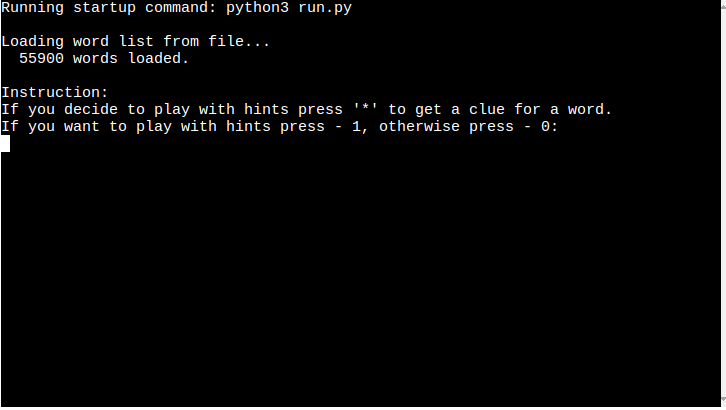 Running startup command: python3 run.py
Loading word list from file...
  55900 words loaded.
Instruction:
If you decide to play with hints press '*' to get a clue for a word.
If you want to play with hints press - 1, otherwise press - 0: